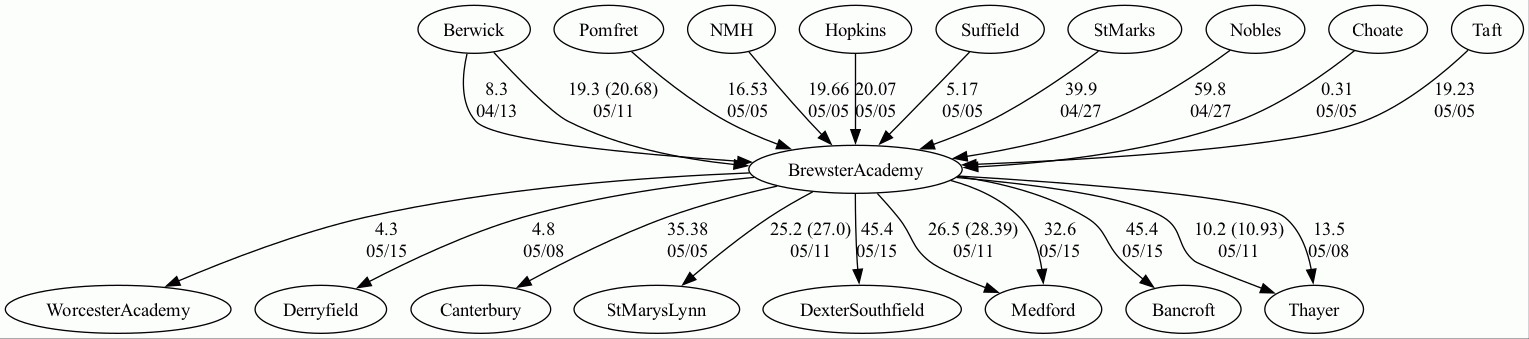 Berwick Pomfret NMH Hopkins Suffield StMarks Nobles Choate Taft
8.3 19.3 (20.68) 16.53 19.66 20.07 5.17 39.9 59.8 0.31 19.23
04/13 05/11 05/05 05/05 05/05 05/05 04/27 04/27 05/05 05/05
BrewsterAcademy
4.3 4.8 35.38 25.2 (27.0) 45.4 26.5 (28.39) 32.6 45.4 10.2 (10.93) 13.5
05/15 05/08 05/05 05/11 05/15 05/11 05/15 05/15 05/11 05/08
WorcesterAcademy Derryfield Canterbury StMarysLynn DexterSouthfield Medford Bancroft Thayer